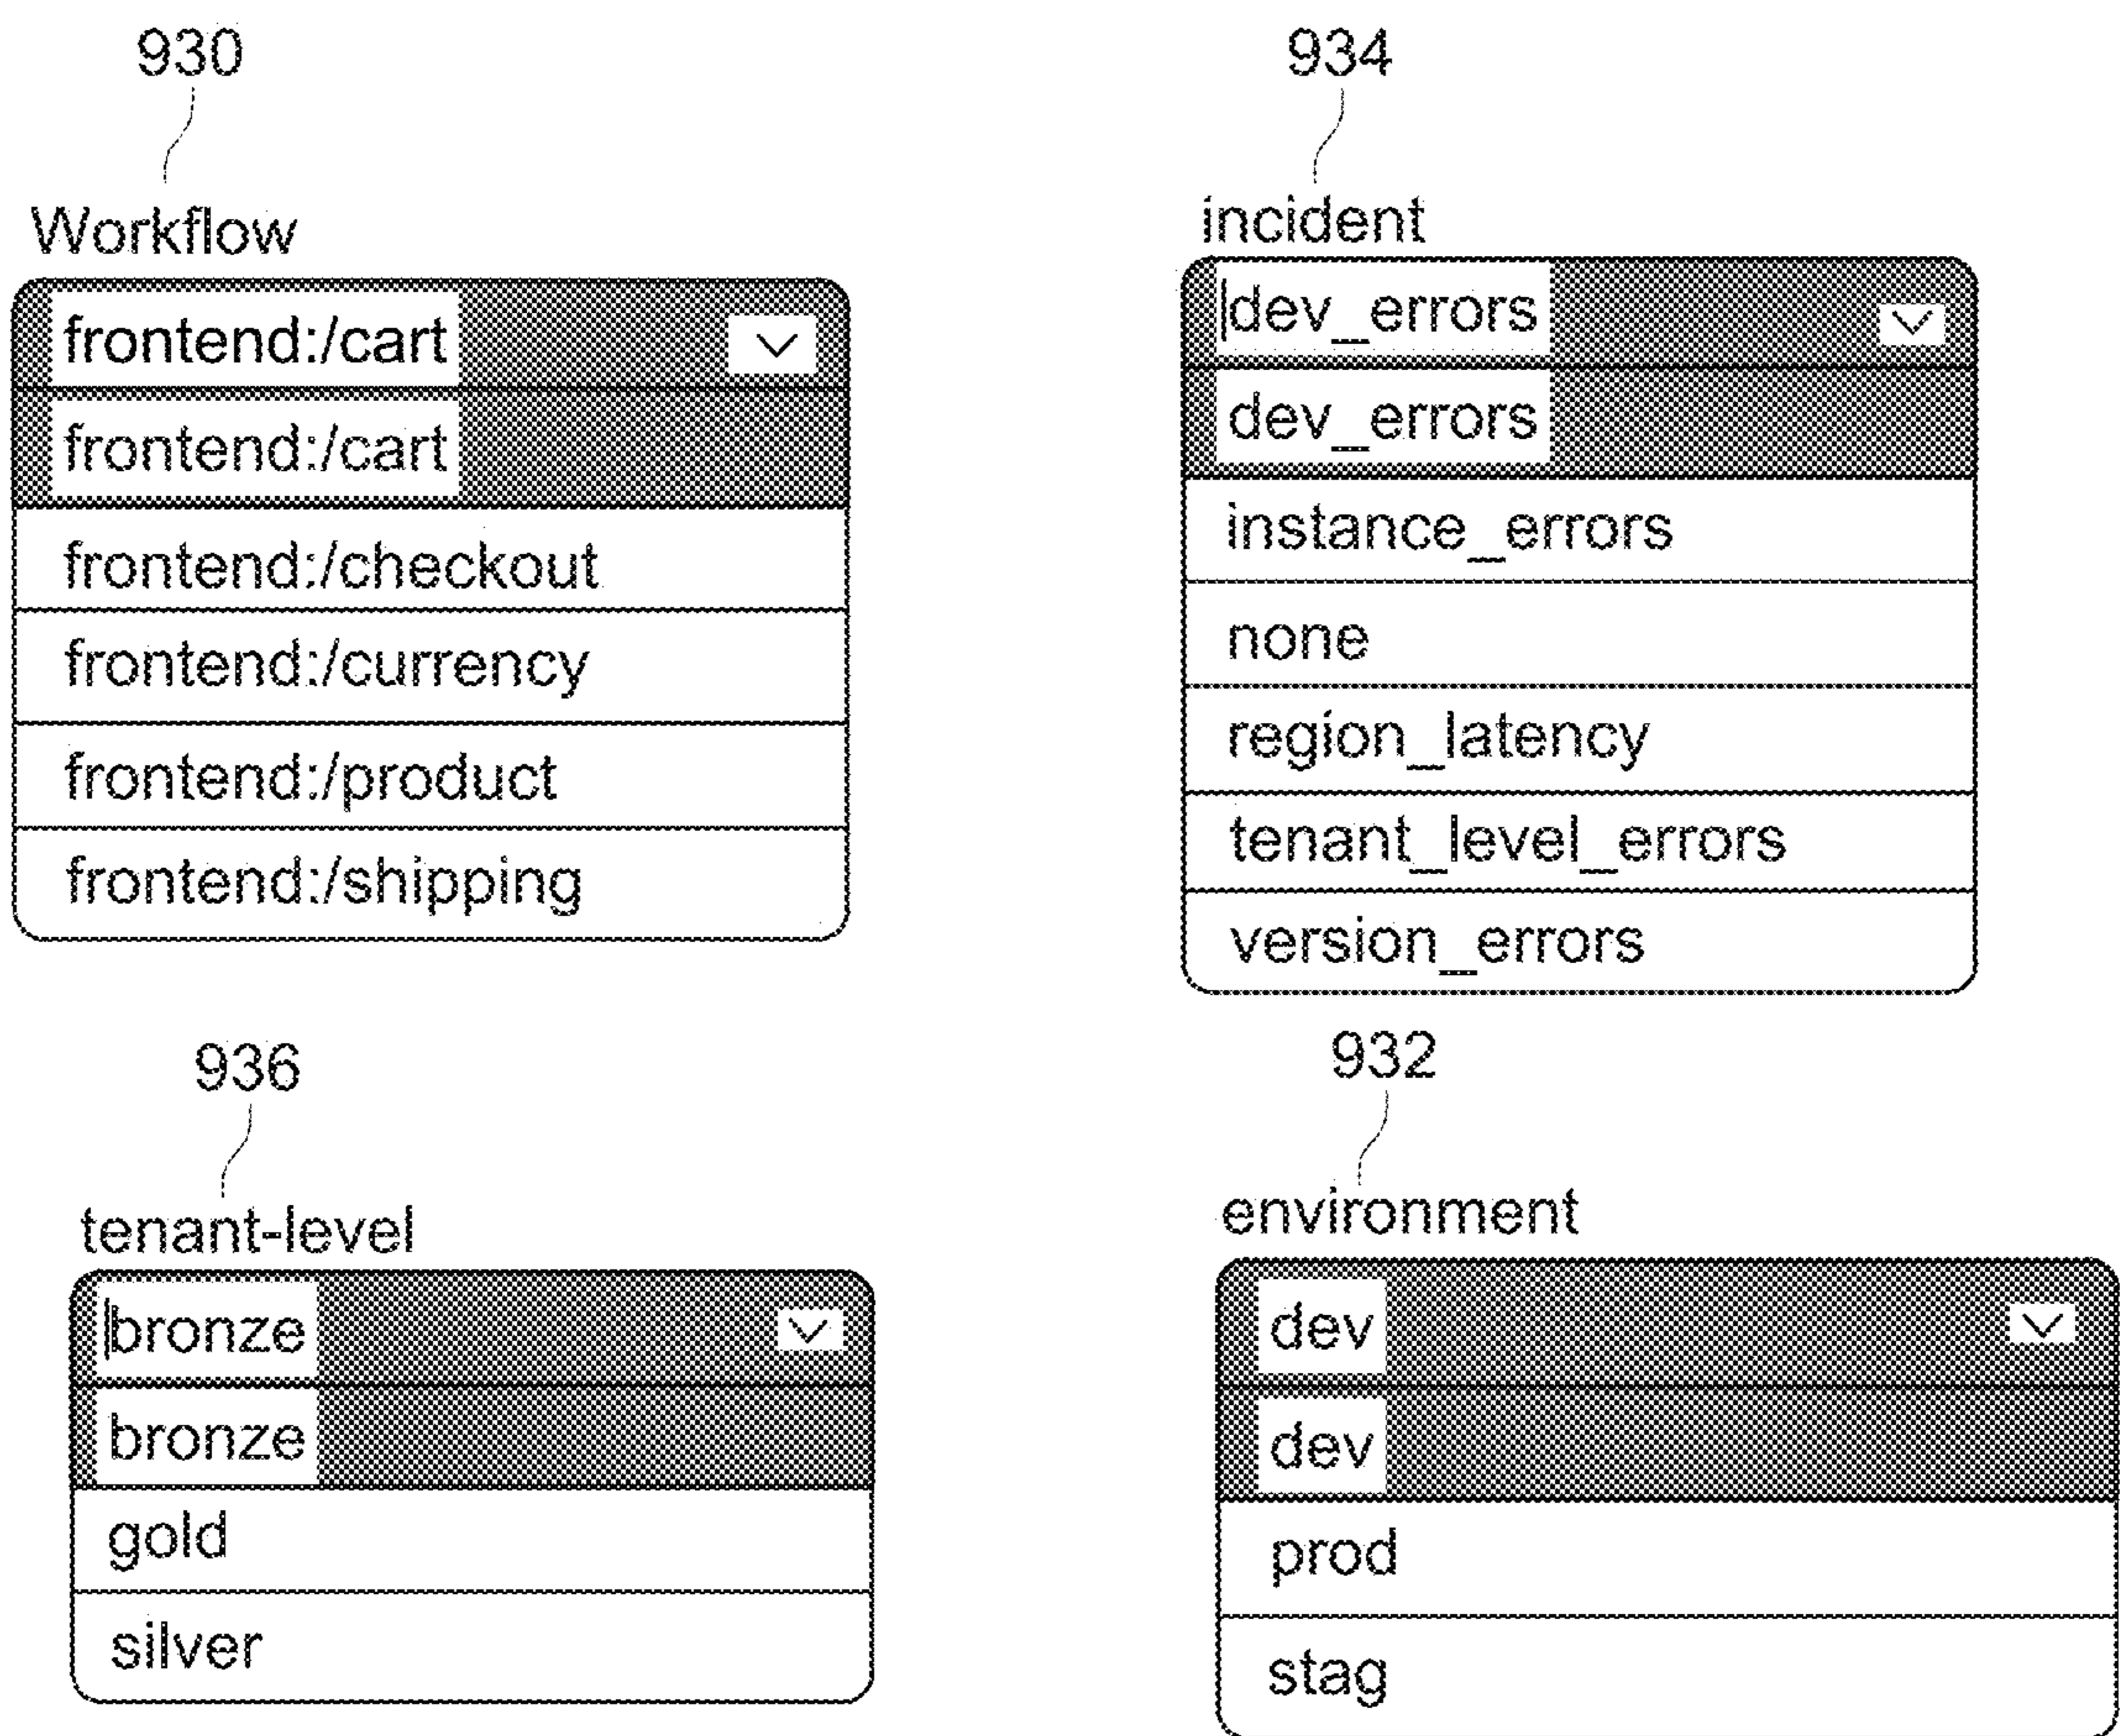 930
Workflow
frontend:/cart
frontend:/cart
frontend:/checkout
frontend:/currency
frontend:/product
frontend:/shipping
934
incident
dev_errors
dev_errors
instance_errors
none
region_latency
tenant_level_errors
version_errors
936
tenant-level
bronze
bronze
gold
silver
932
environment
dev
dev
prod
stag